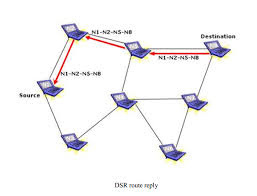 N1-N2-N5-N8
Destination
N1-N2-N5-N8
N1-N2-N5-N8
Source
DSR route reply